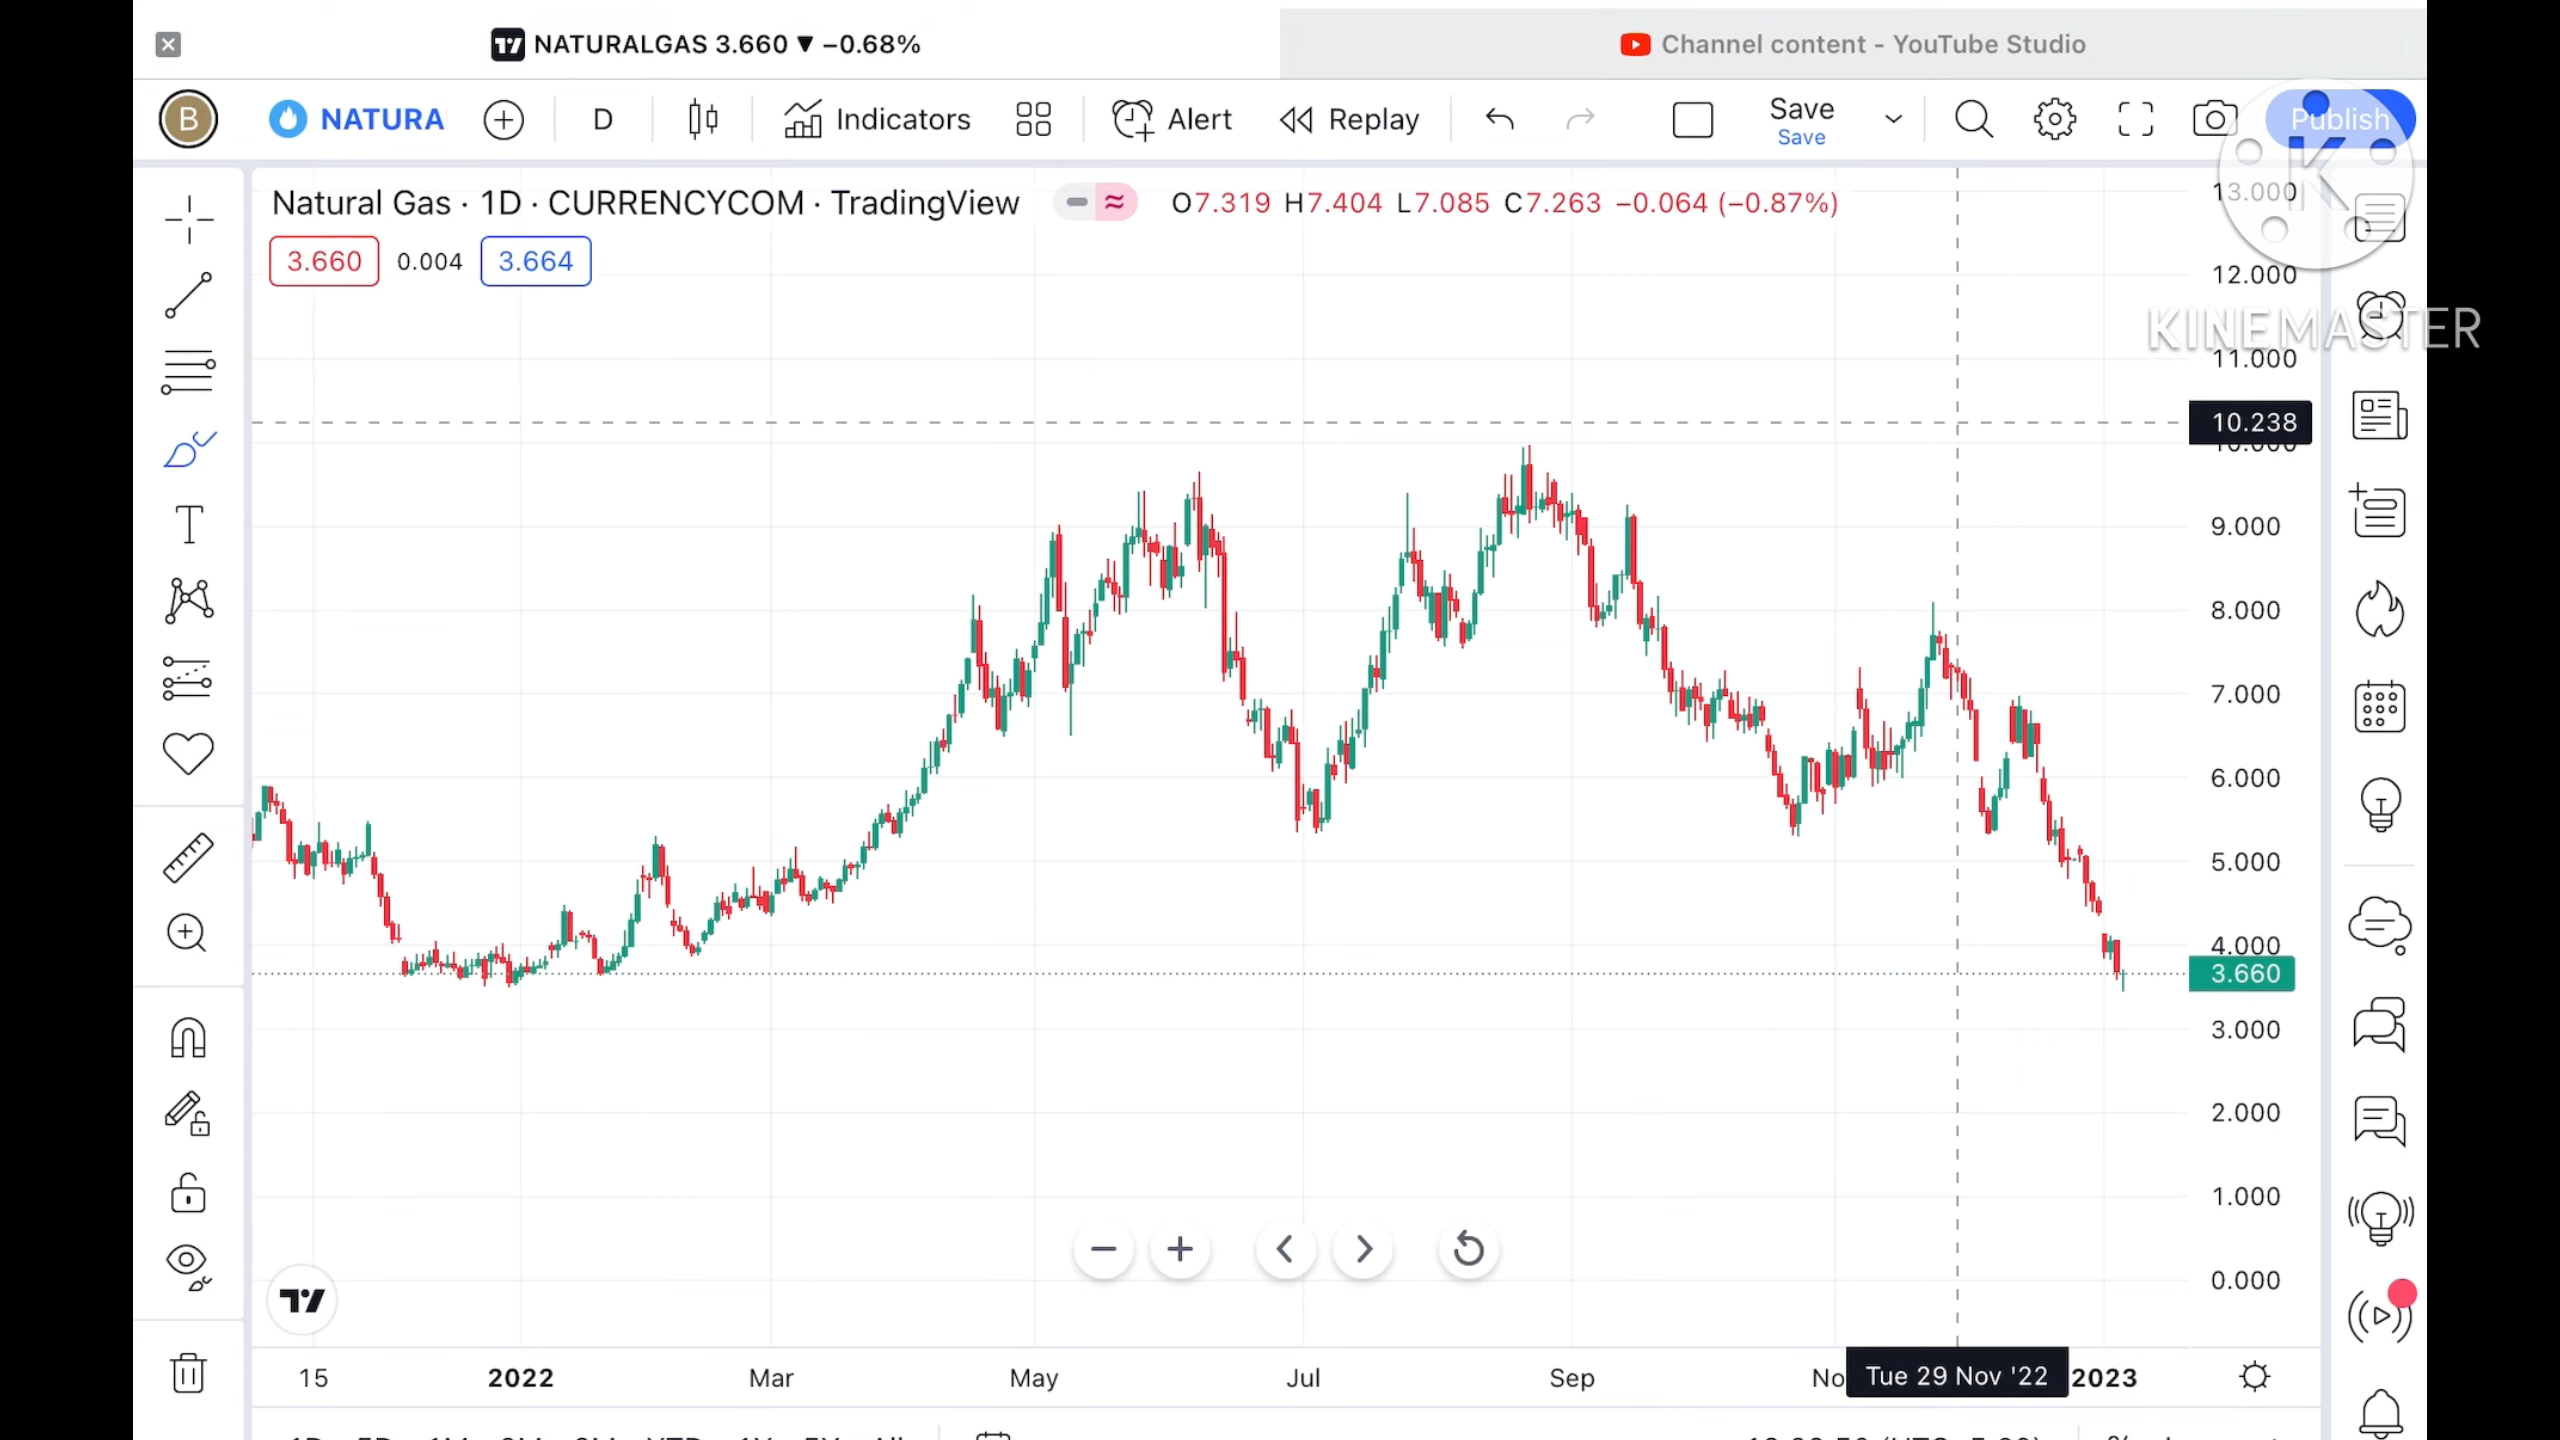 NATURALGAS 3.660 ▼ −0.68%
Channel content - YouTube Studio
B NATURA D Indicators Alert Replay Save Publish
Save
Natural Gas · 1D · CURRENCYCOM · TradingView O7.319 H7.404 L7.085 C7.263 −0.064 (−0.87%)
3.660 0.004 3.664
13.000
12.000
KINEMASTER
11.000
10.238
10.000
9.000
8.000
7.000
6.000
5.000
4.000
3.660
3.000
2.000
1.000
0.000
15 2022 Mar May Jul Sep No Tue 29 Nov '22 2023